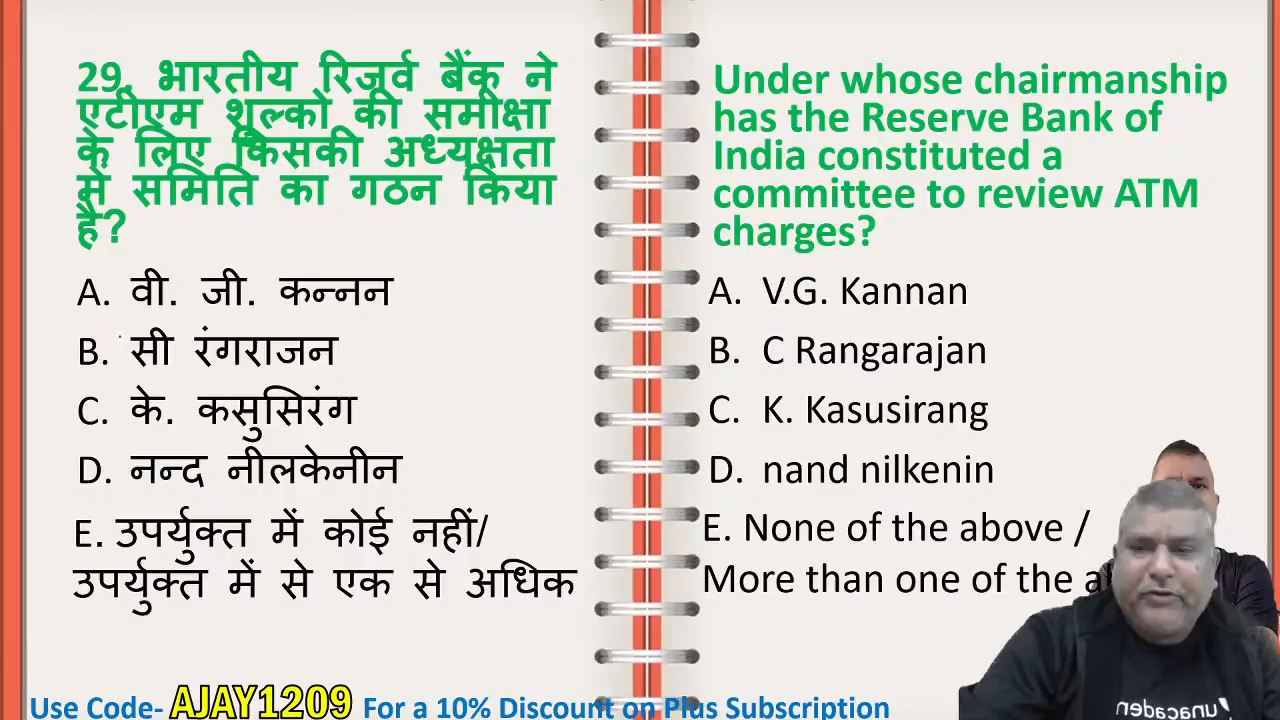 29. भारतीय रिजर्व बैंक ने
एटीएम शुल्कों की समीक्षा
के लिए किसकी अध्यक्षता
में समिति का गठन किया
है?
A. वी. जी. कन्नन
B. सी रंगराजन
C. के. कसुसिरंग
D. नन्द नीलकेनीन
E. उपर्युक्त में कोई नहीं/
उपर्युक्त में से एक से अधिक
Under whose chairmanship
has the Reserve Bank of
India constituted a
committee to review ATM
charges?
A. V.G. Kannan
B. C Rangarajan
C. K. Kasusirang
D. nand nilkenin
E. None of the above /
More than one of the
unacaden
Use Code- AJAY1209 For a 10% Discount on Plus Subscription